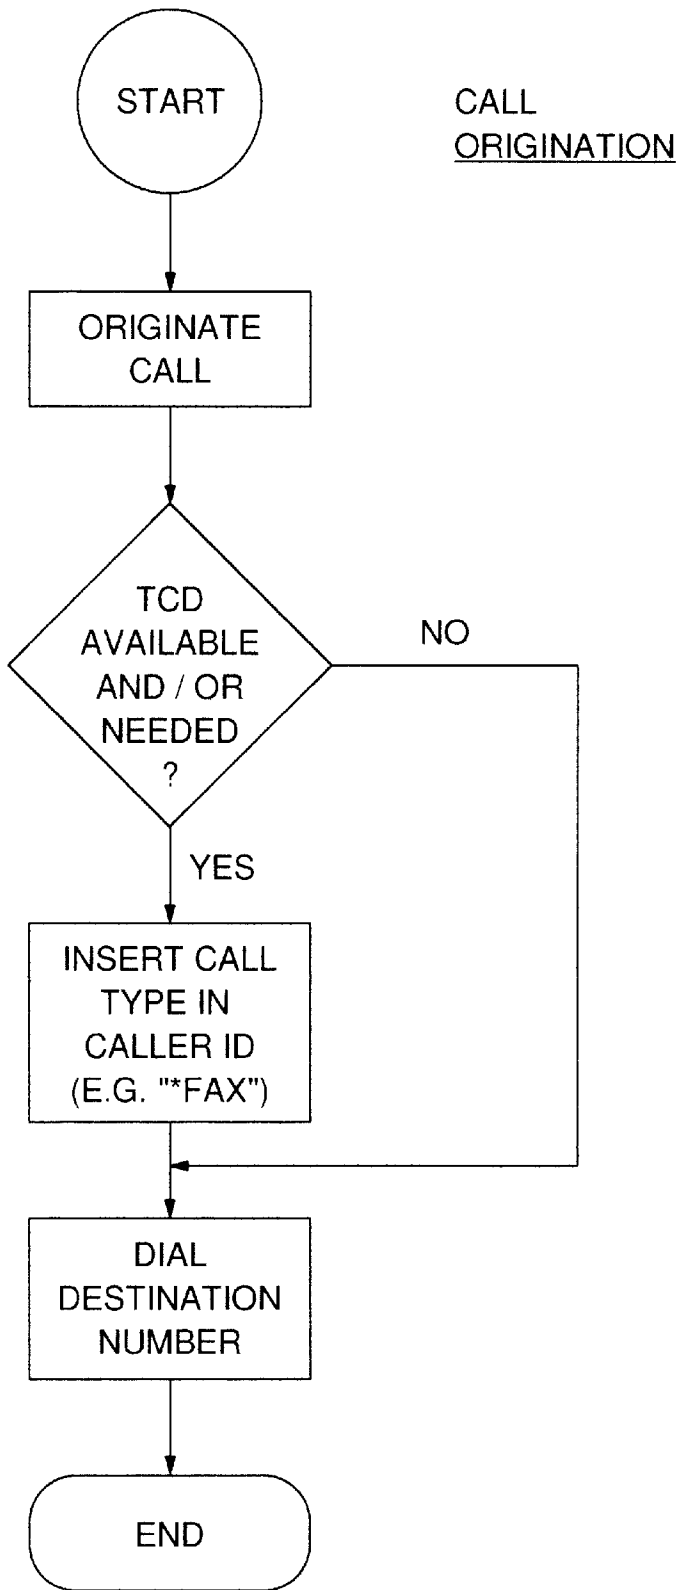 START
CALL
ORIGINATION
ORIGINATE
CALL
TCD
AVAILABLE
AND / OR
NEEDED
?
NO
YES
INSERT CALL
TYPE IN
CALLER ID
(E.G. "*FAX")
DIAL
DESTINATION
NUMBER
END